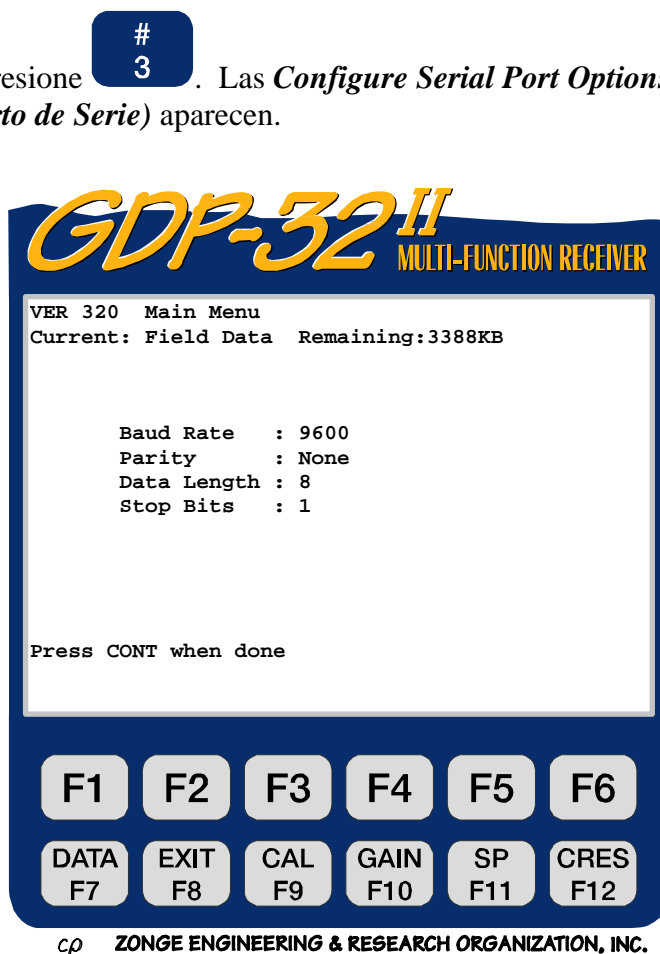 #
3
resione . Las Configure Serial Port Options
rto de Serie) aparecen.
GDP-32 II
MULTI-FUNCTION RECEIVER
VER 320 Main Menu
Current: Field Data Remaining:3388KB
Baud Rate : 9600
Parity : None
Data Length : 8
Stop Bits : 1
Press CONT when done
F1 F2 F3 F4 F5 F6
DATA EXIT CAL GAIN SP CRES
F7 F8 F9 F10 F11 F12
ZONGE ENGINEERING & RESEARCH ORGANIZATION, INC.